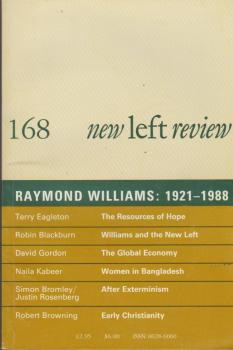 168 new left review
RAYMOND WILLIAMS: 1921–1988
Terry Eagleton The Resources of Hope
Robin Blackburn Williams and the New Left
David Gordon The Global Economy
Naila Kabeer Women in Bangladesh
Simon Bromley/ After Exterminism
Justin Rosenberg
Robert Browning Early Christianity
£2.95 $6.00 ISSN 0028-6060